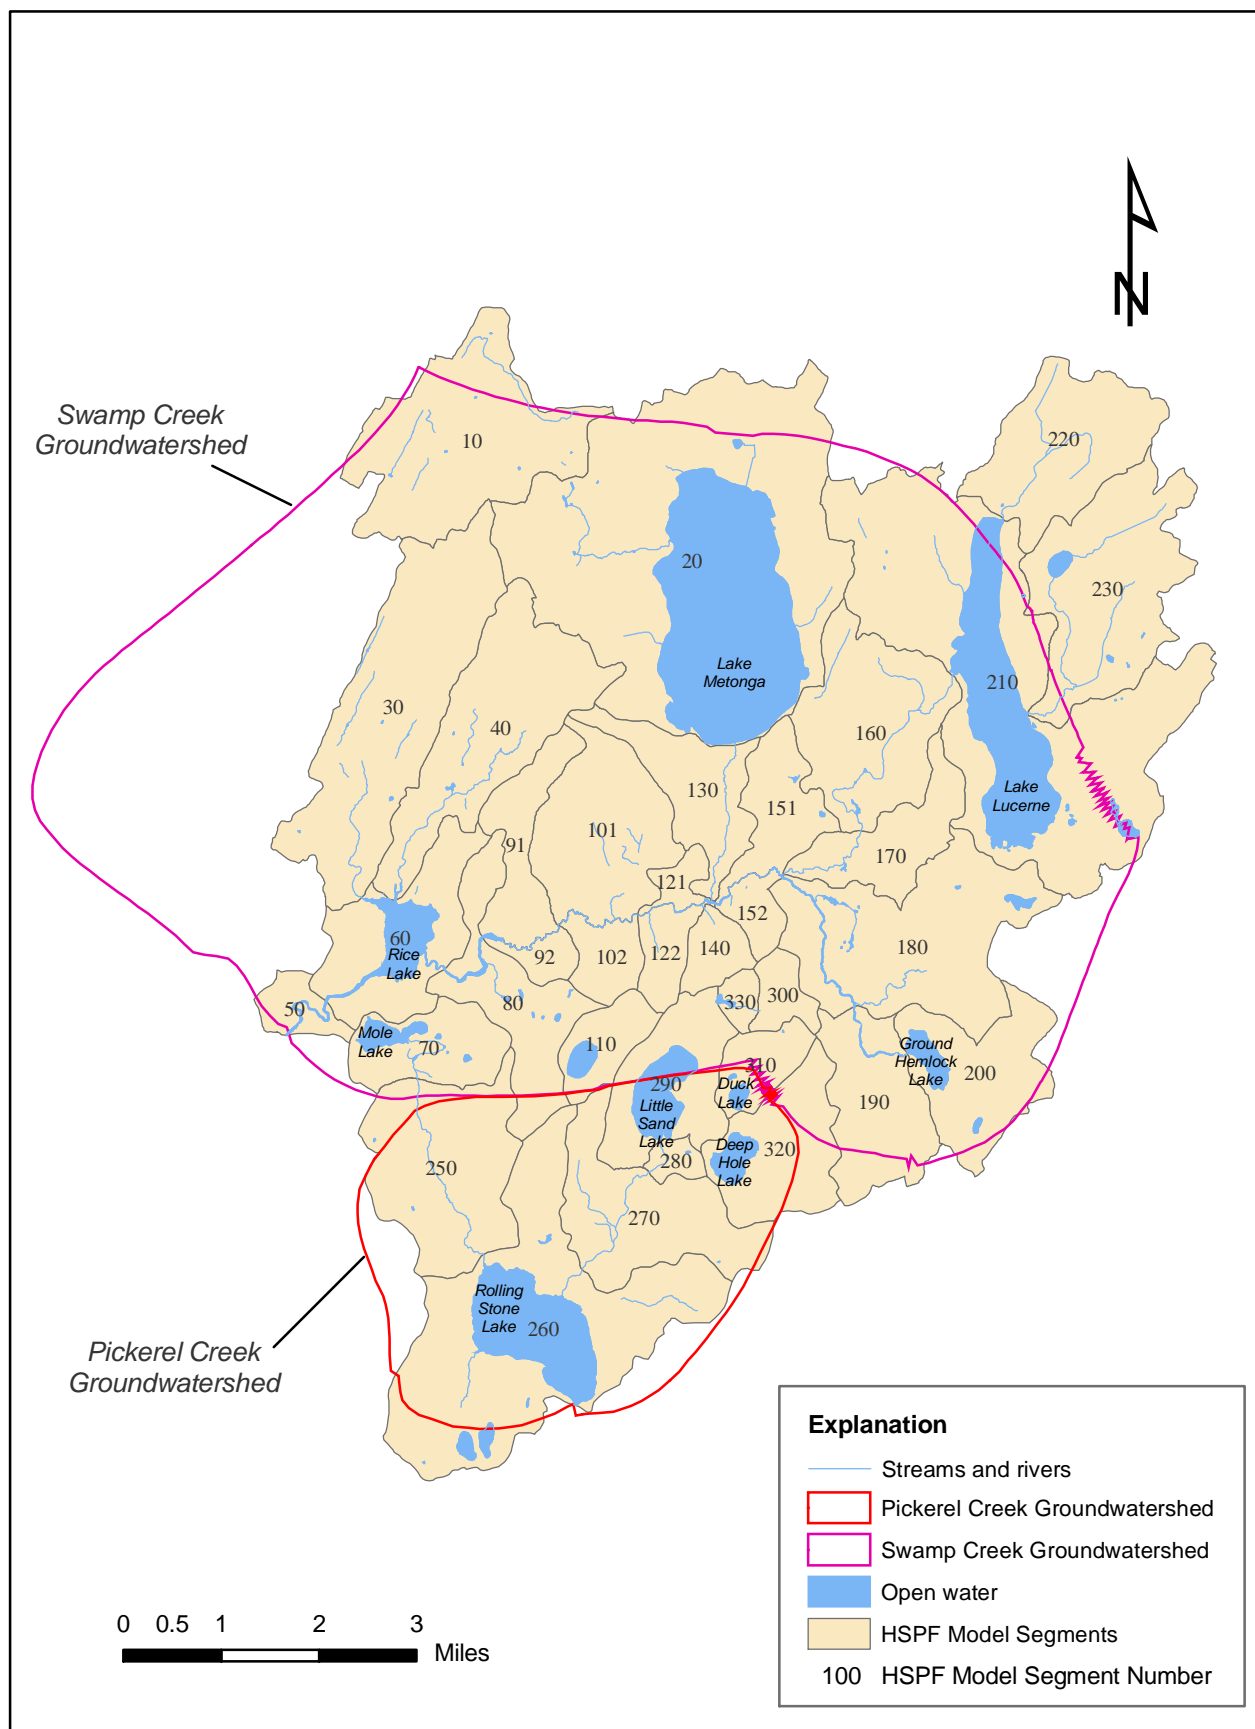 N
Swamp Creek
Groundwatershed
10
220
20
230
Lake
Metonga
210
30
40
160
130
Lake
Lucerne
151
101
91
170
121
152
60
Rice
Lake
92
102
122
140
180
80
330
300
50
Mole
Lake
70
110
Ground
Hemlock
Lake
310
290
Duck
Lake
200
190
Little
Sand
Lake
Deep
Hole
Lake
320
280
250
270
Rolling
Stone
Lake
260
Pickerel Creek
Groundwatershed
Explanation
Streams and rivers
Pickerel Creek Groundwatershed
Swamp Creek Groundwatershed
Open water
HSPF Model Segments
100 HSPF Model Segment Number
0 0.5 1 2 3
Miles